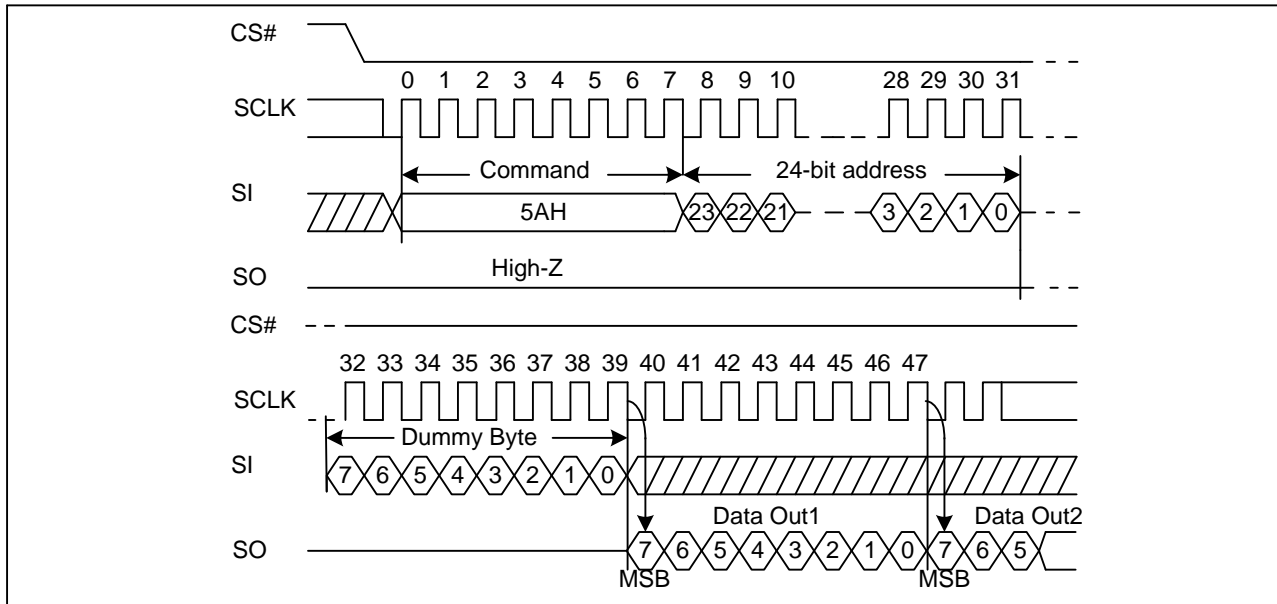 CS#
0 1 2 3 4 5 6 7 8 9 10 28 29 30 31
SCLK
Command 24-bit address
SI
5AH 23 22 21 3 2 1 0
High-Z
SO
CS#
32 33 34 35 36 37 38 39 40 41 42 43 44 45 46 47
SCLK
Dummy Byte
SI
7 6 5 4 3 2 1 0
Data Out1 Data Out2
SO
7 6 5 4 3 2 1 0 7 6 5
MSB MSB